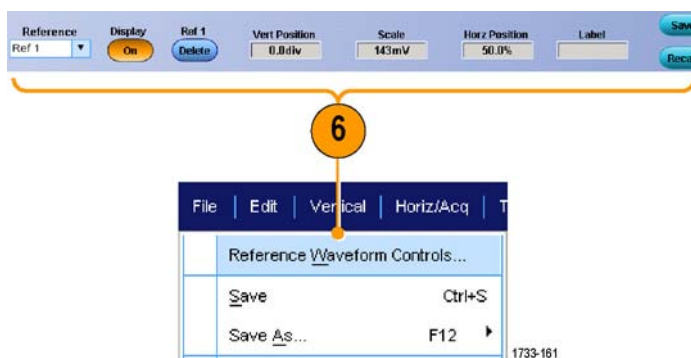 Reference Display Ref 1 Vert Position Scale Horz Position Label
Ref 1 On Delete 0.0div 143mV 50.0%
6
File Edit Vertical Horiz/Acq
Reference Waveform Controls...
Save Ctrl+S
Save As... F12
1733-161